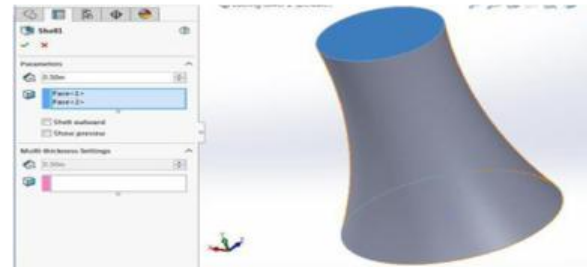 Shell1
Parameters
0.50m
Face<1>
Face<2>
Shell outward
Show preview
Multi-thickness Settings
0.50m